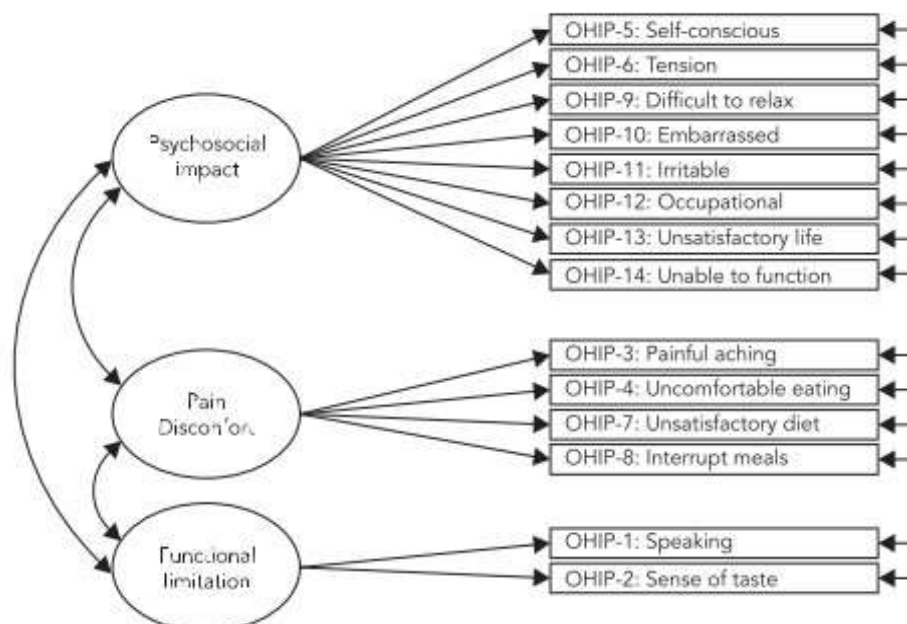 Psychosocial
impact
OHIP-5: Self-conscious
OHIP-6: Tension
OHIP-9: Difficult to relax
OHIP-10: Embarrassed
OHIP-11: Irritable
OHIP-12: Occupational
OHIP-13: Unsatisfactory life
OHIP-14: Unable to function
Pain
Discomfort
OHIP-3: Painful aching
OHIP-4: Uncomfortable eating
OHIP-7: Unsatisfactory diet
OHIP-8: Interrupt meals
Functional
limitation
OHIP-1: Speaking
OHIP-2: Sense of taste